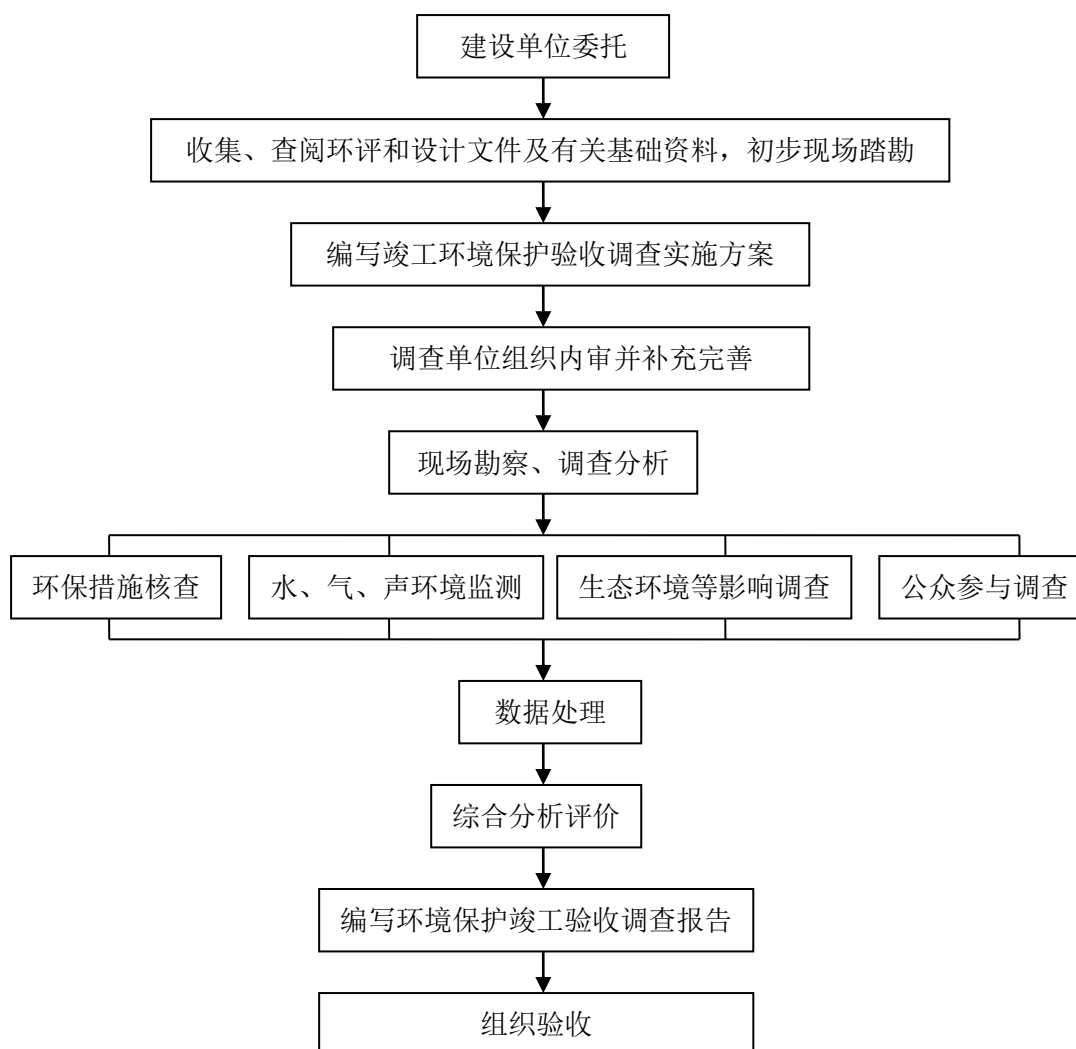 建设单位委托
收集、查阅环评和设计文件及有关基础资料，初步现场踏勘
编写竣工环境保护验收调查实施方案
调查单位组织内审并补充完善
现场勘察、调查分析
环保措施核查
水、气、声环境监测
生态环境等影响调查
公众参与调查
数据处理
综合分析评价
编写环境保护竣工验收调查报告
组织验收